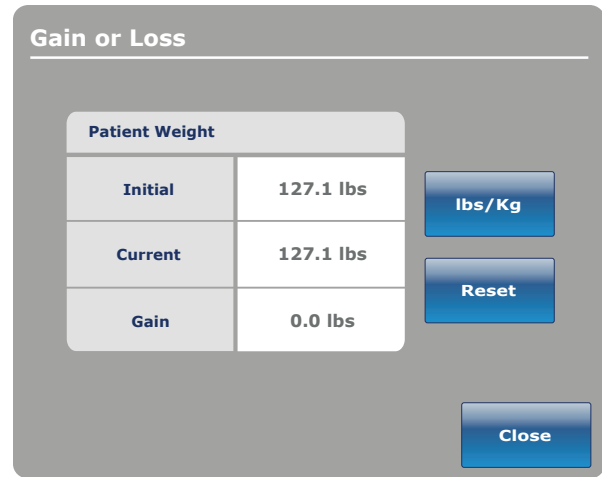 Gain or Loss
Patient Weight
Initial 127.1 lbs
lbs/Kg
Current 127.1 lbs
Reset
Gain 0.0 lbs
Close